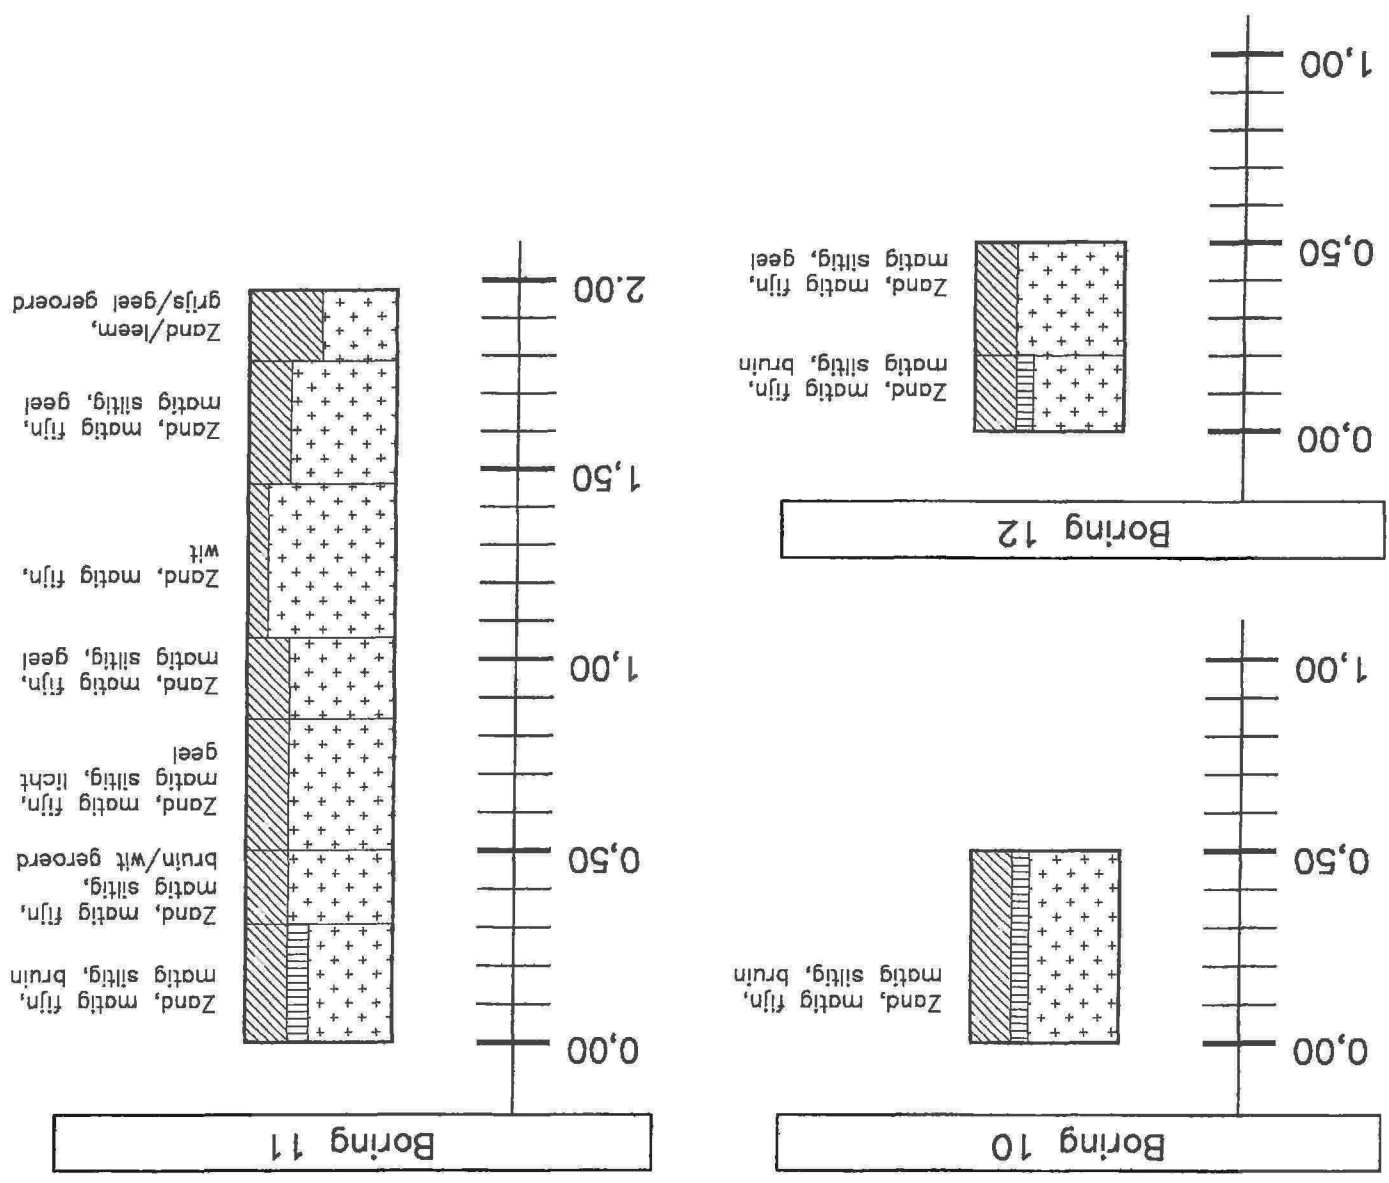 Boring 10
0,00
0,50
1,00
Zand, matig fijn,
matig siltig, bruin
Boring 11
0,00
0,50
1,00
1,50
2.00
Zand, matig fijn,
matig siltig, bruin
Zand, matig fijn,
matig siltig,
bruin/wit geroerd
Zand, matig fijn,
matig siltig, licht
geel
Zand, matig fijn,
matig siltig, geel
Zand, matig fijn,
wit
Zand, matig fijn,
matig siltig, geel
Zand/leem,
grijs/geel geroerd
Boring 12
0,00
0,50
1,00
Zand, matig fijn,
matig siltig, bruin
Zand, matig fijn,
matig siltig, geel